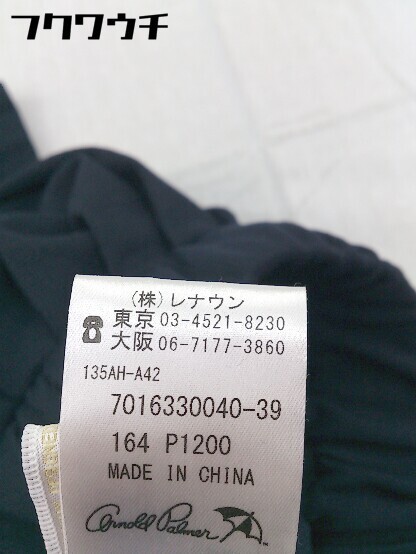 フクワウチ
(株)レナウン
東京 03-4521-8230
大阪 06-7177-3860
135AH-A42
7016330040-39
164 P1200
MADE IN CHINA
Arnold Palmer